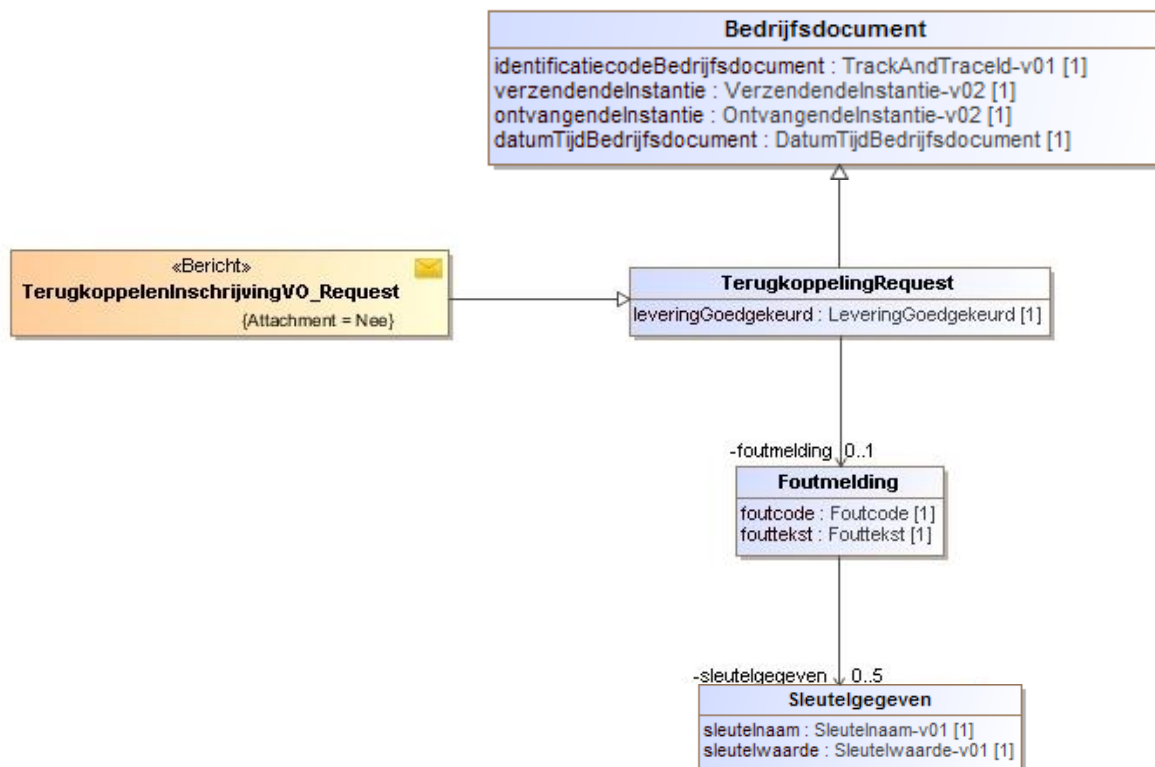 Bedrijfsdocument
identificatiecodeBedrijfsdocument : TrackAndTraceId-v01 [1]
verzendendeInstantie : VerzendendeInstantie-v02 [1]
ontvangendeInstantie : OntvangendeInstantie-v02 [1]
datumTijdBedrijfsdocument : DatumTijdBedrijfsdocument [1]
«Bericht»
TerugkoppelenInschrijvingVO_Request
{Attachment = Nee}
TerugkoppelingRequest
leveringGoedgekeurd : LeveringGoedgekeurd [1]
-foutmelding 0..1
Foutmelding
foutcode : Foutcode [1]
fouttekst : Fouttekst [1]
-sleutelgegeven 0..5
Sleutelgegeven
sleutelnaam : Sleutelnaam-v01 [1]
sleutelwaarde : Sleutelwaarde-v01 [1]